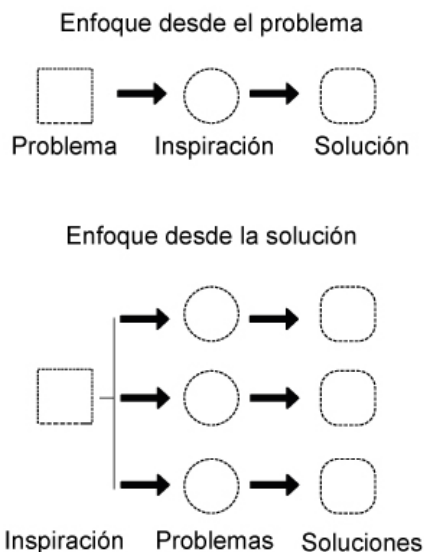 Enfoque desde el problema
Problema Inspiración Solución
Enfoque desde la solución
Inspiración Problemas Soluciones